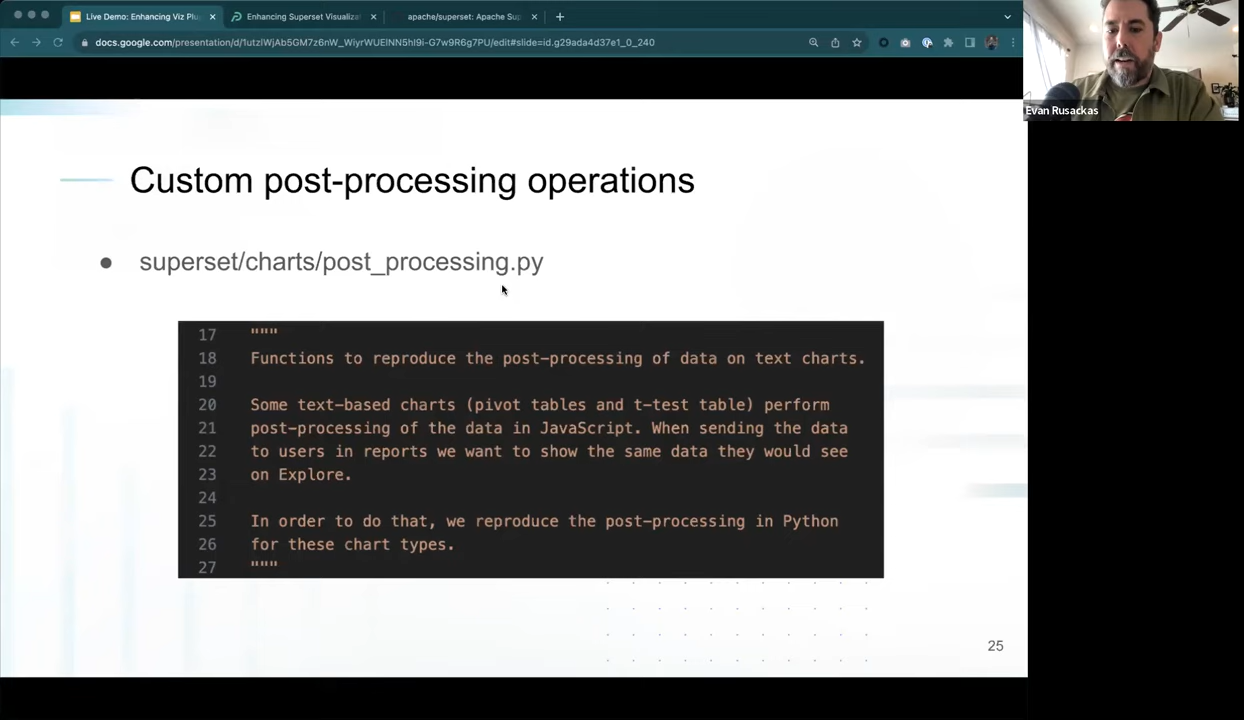 Live Demo: Enhancing Viz Plu
Enhancing Superset Visualiza
apache/superset: Apache Sup
docs.google.com/presentation/d/1utzIWjAb5GM7z6nW_WiyrWUElNN5hl9i-G7w9R6g7PU/edit#slide=id.g29ada4d37e1_0_240
Evan Rusackas
Custom post-processing operations
● superset/charts/post_processing.py
17 """
18 Functions to reproduce the post-processing of data on text charts.
19
20 Some text-based charts (pivot tables and t-test table) perform
21 post-processing of the data in JavaScript. When sending the data
22 to users in reports we want to show the same data they would see
23 on Explore.
24
25 In order to do that, we reproduce the post-processing in Python
26 for these chart types.
27 """
25